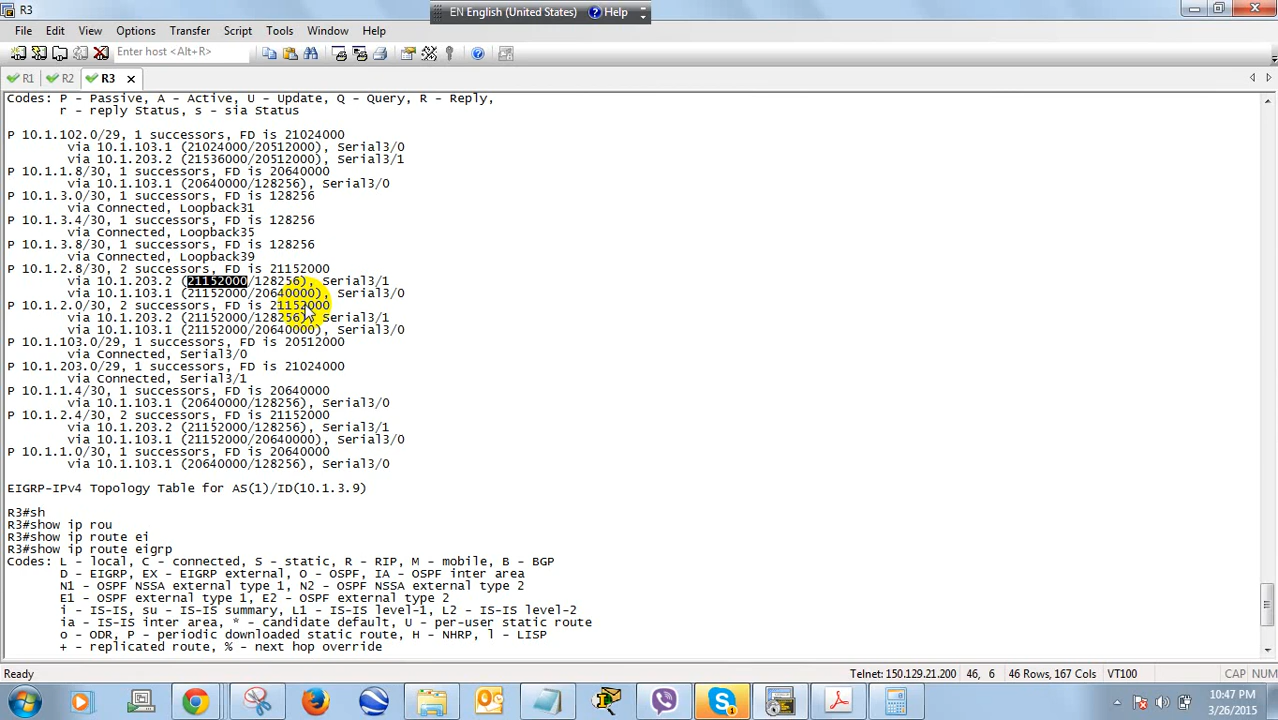 R3
EN English (United States) Help
File Edit View Options Transfer Script Tools Window Help
Enter host <Alt+R>
R1 R2 R3
Codes: P - Passive, A - Active, U - Update, Q - Query, R - Reply,
r - reply Status, s - sia Status
P 10.1.102.0/29, 1 successors, FD is 21024000
via 10.1.103.1 (21024000/20512000), Serial3/0
via 10.1.203.2 (21536000/20512000), Serial3/1
P 10.1.1.8/30, 1 successors, FD is 20640000
via 10.1.103.1 (20640000/128256), Serial3/0
P 10.1.3.0/30, 1 successors, FD is 128256
via Connected, Loopback31
P 10.1.3.4/30, 1 successors, FD is 128256
via Connected, Loopback35
P 10.1.3.8/30, 1 successors, FD is 128256
via Connected, Loopback39
P 10.1.2.8/30, 2 successors, FD is 21152000
via 10.1.203.2 (21152000/128256), Serial3/1
via 10.1.103.1 (21152000/20640000), Serial3/0
P 10.1.2.0/30, 2 successors, FD is 21152000
via 10.1.203.2 (21152000/128256), Serial3/1
via 10.1.103.1 (21152000/20640000), Serial3/0
P 10.1.103.0/29, 1 successors, FD is 20512000
via Connected, Serial3/0
P 10.1.203.0/29, 1 successors, FD is 21024000
via Connected, Serial3/1
P 10.1.1.4/30, 1 successors, FD is 20640000
via 10.1.103.1 (20640000/128256), Serial3/0
P 10.1.2.4/30, 2 successors, FD is 21152000
via 10.1.203.2 (21152000/128256), Serial3/1
via 10.1.103.1 (21152000/20640000), Serial3/0
P 10.1.1.0/30, 1 successors, FD is 20640000
via 10.1.103.1 (20640000/128256), Serial3/0
EIGRP-IPv4 Topology Table for AS(1)/ID(10.1.3.9)
R3#sh
R3#show ip rou
R3#show ip route ei
R3#show ip route eigrp
Codes: L - local, C - connected, S - static, R - RIP, M - mobile, B - BGP
D - EIGRP, EX - EIGRP external, O - OSPF, IA - OSPF inter area
N1 - OSPF NSSA external type 1, N2 - OSPF NSSA external type 2
E1 - OSPF external type 1, E2 - OSPF external type 2
i - IS-IS, su - IS-IS summary, L1 - IS-IS level-1, L2 - IS-IS level-2
ia - IS-IS inter area, * - candidate default, U - per-user static route
o - ODR, P - periodic downloaded static route, H - NHRP, l - LISP
+ - replicated route, % - next hop override
Ready Telnet: 150.129.21.200 46, 6 46 Rows, 167 Cols VT100 CAP NUM
10:47 PM
3/26/2015